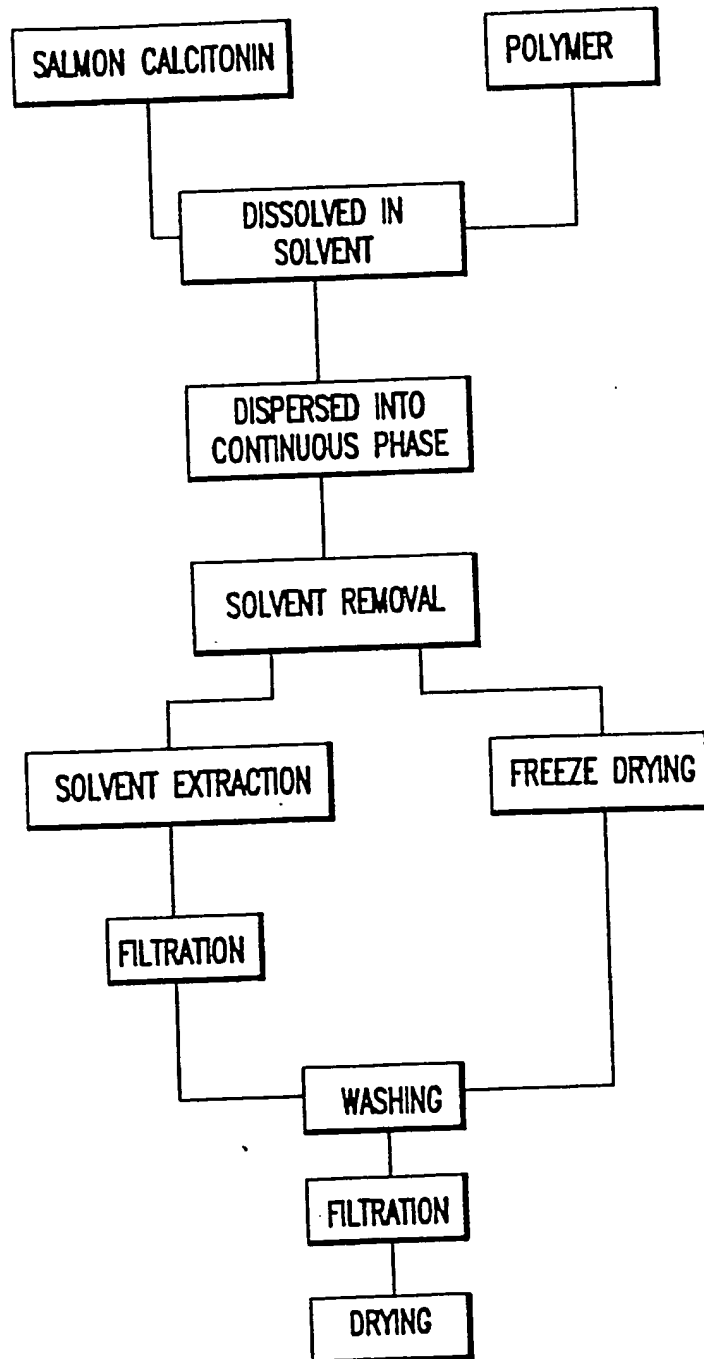 SALMON CALCITONIN
POLYMER
DISSOLVED IN
SOLVENT
DISPERSED INTO
CONTINUOUS PHASE
SOLVENT REMOVAL
SOLVENT EXTRACTION
FREEZE DRYING
FILTRATION
WASHING
FILTRATION
DRYING